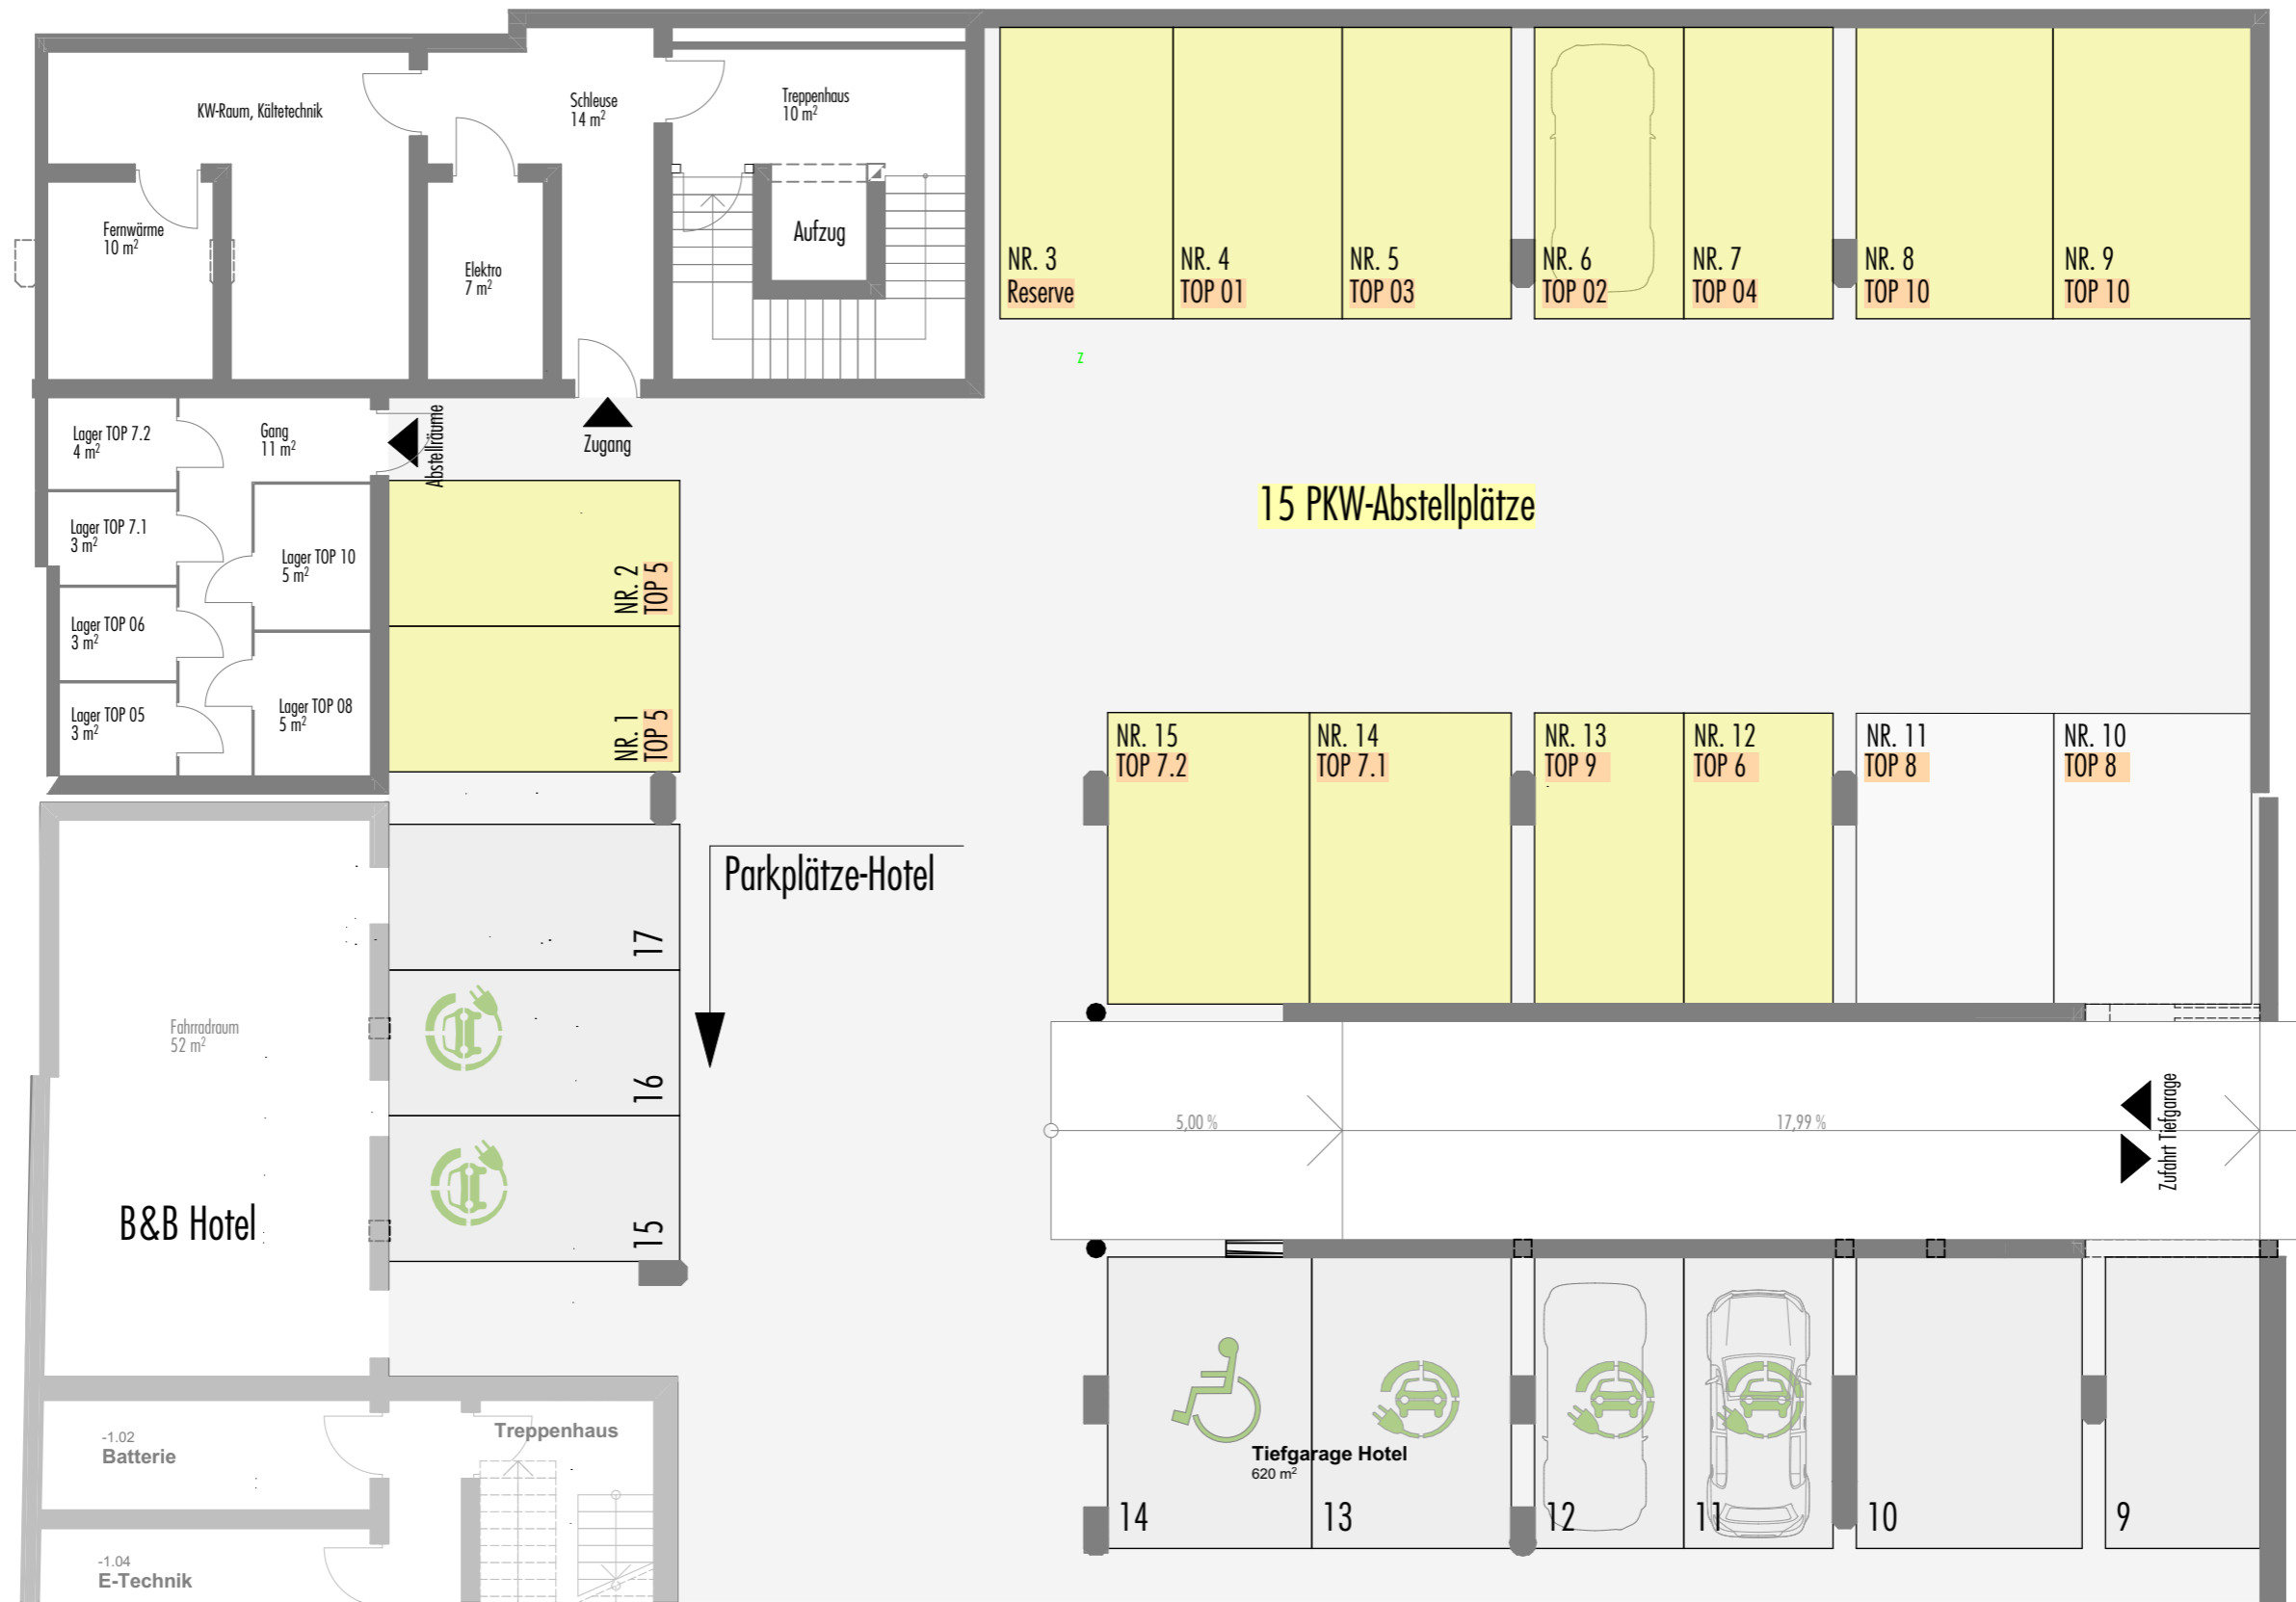 KW-Raum, Kältetechnik
Schleuse
14 m²
Treppenhaus
10 m²
Fernwärme
10 m²
Elektro
7 m²
Aufzug
NR. 3
Reserve
NR. 4
TOP 01
NR. 5
TOP 03
NR. 6
TOP 02
NR. 7
TOP 04
NR. 8
TOP 10
NR. 9
TOP 10
z
Lager TOP 7.2
4 m²
Gang
11 m²
Abstellräume
Zugang
15 PKW-Abstellplätze
Lager TOP 7.1
3 m²
Lager TOP 10
5 m²
NR. 2
TOP 5
Lager TOP 06
3 m²
Lager TOP 05
3 m²
Lager TOP 08
5 m²
NR. 1
TOP 5
NR. 15
TOP 7.2
NR. 14
TOP 7.1
NR. 13
TOP 9
NR. 12
TOP 6
NR. 11
TOP 8
NR. 10
TOP 8
Parkplätze-Hotel
17
Fahrradraum
52 m²
16
5,00 %
17,99 %
Zufahrt Tiefgarage
B&B Hotel
15
-1.02
Batterie
Treppenhaus
Tiefgarage Hotel
620 m²
14
13
12
11
10
9
-1.04
E-Technik